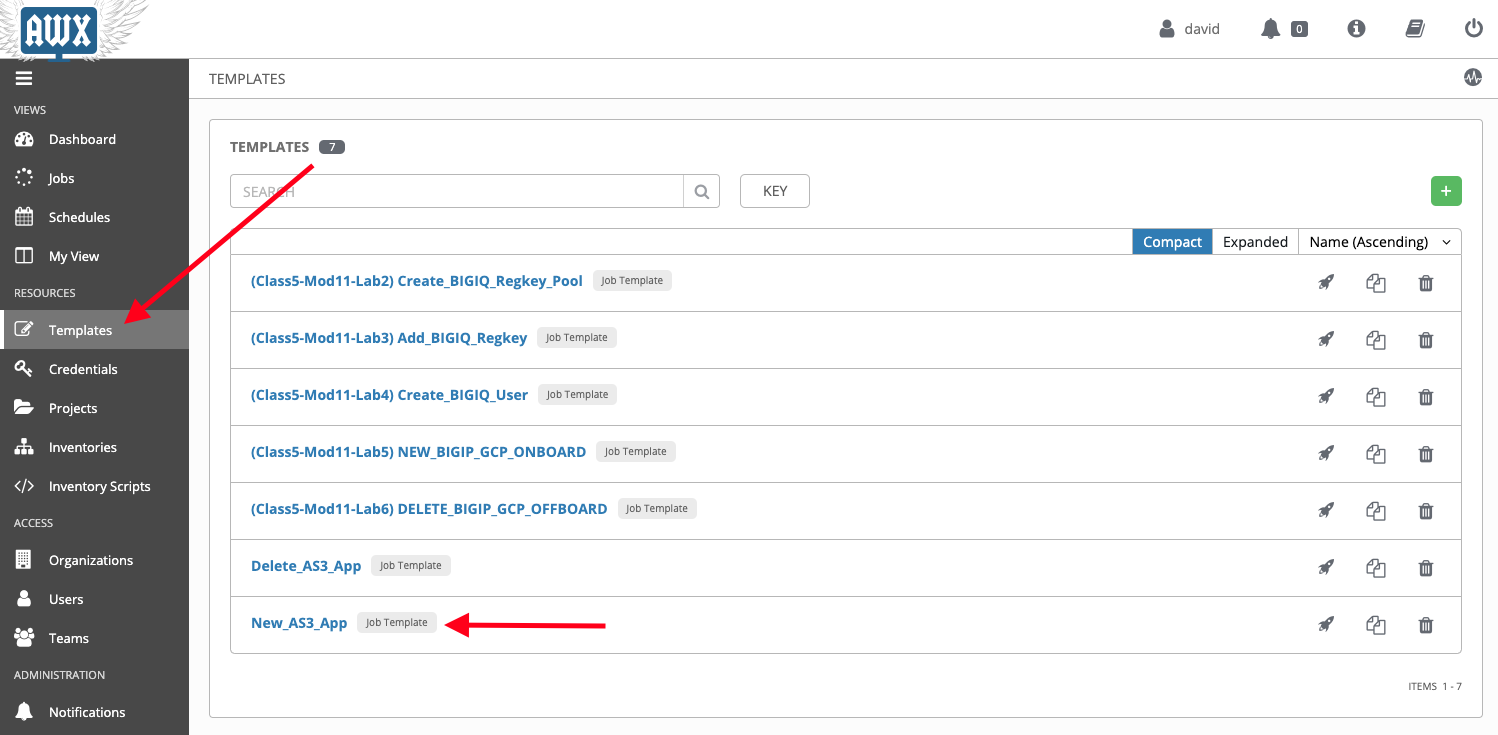 AWX
david
0
TEMPLATES
VIEWS
Dashboard
Jobs
Schedules
My View
RESOURCES
Templates
Credentials
Projects
Inventories
Inventory Scripts
ACCESS
Organizations
Users
Teams
ADMINISTRATION
Notifications
TEMPLATES 7
SEARCH
KEY
+
Compact Expanded Name (Ascending)
(Class5-Mod11-Lab2) Create_BIGIQ_Regkey_Pool Job Template
(Class5-Mod11-Lab3) Add_BIGIQ_Regkey Job Template
(Class5-Mod11-Lab4) Create_BIGIQ_User Job Template
(Class5-Mod11-Lab5) NEW_BIGIP_GCP_ONBOARD Job Template
(Class5-Mod11-Lab6) DELETE_BIGIP_GCP_OFFBOARD Job Template
Delete_AS3_App Job Template
New_AS3_App Job Template
ITEMS 1 - 7